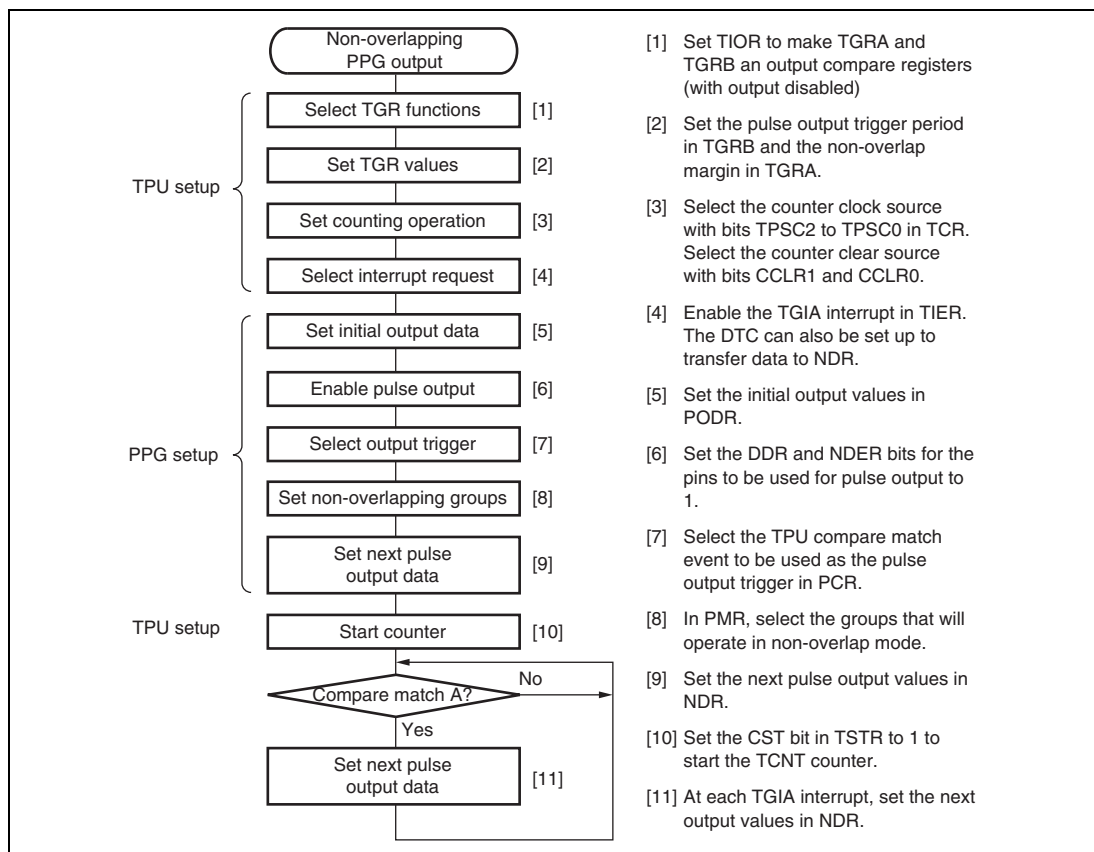 Non-overlapping
PPG output
TPU setup
Select TGR functions [1]
Set TGR values [2]
Set counting operation [3]
Select interrupt request [4]
PPG setup
Set initial output data [5]
Enable pulse output [6]
Select output trigger [7]
Set non-overlapping groups [8]
Set next pulse
output data [9]
TPU setup
Start counter [10]
Compare match A?
No
Yes
Set next pulse
output data [11]
[1] Set TIOR to make TGRA and
TGRB an output compare registers
(with output disabled)
[2] Set the pulse output trigger period
in TGRB and the non-overlap
margin in TGRA.
[3] Select the counter clock source
with bits TPSC2 to TPSC0 in TCR.
Select the counter clear source
with bits CCLR1 and CCLR0.
[4] Enable the TGIA interrupt in TIER.
The DTC can also be set up to
transfer data to NDR.
[5] Set the initial output values in
PODR.
[6] Set the DDR and NDER bits for the
pins to be used for pulse output to
1.
[7] Select the TPU compare match
event to be used as the pulse
output trigger in PCR.
[8] In PMR, select the groups that will
operate in non-overlap mode.
[9] Set the next pulse output values in
NDR.
[10] Set the CST bit in TSTR to 1 to
start the TCNT counter.
[11] At each TGIA interrupt, set the next
output values in NDR.